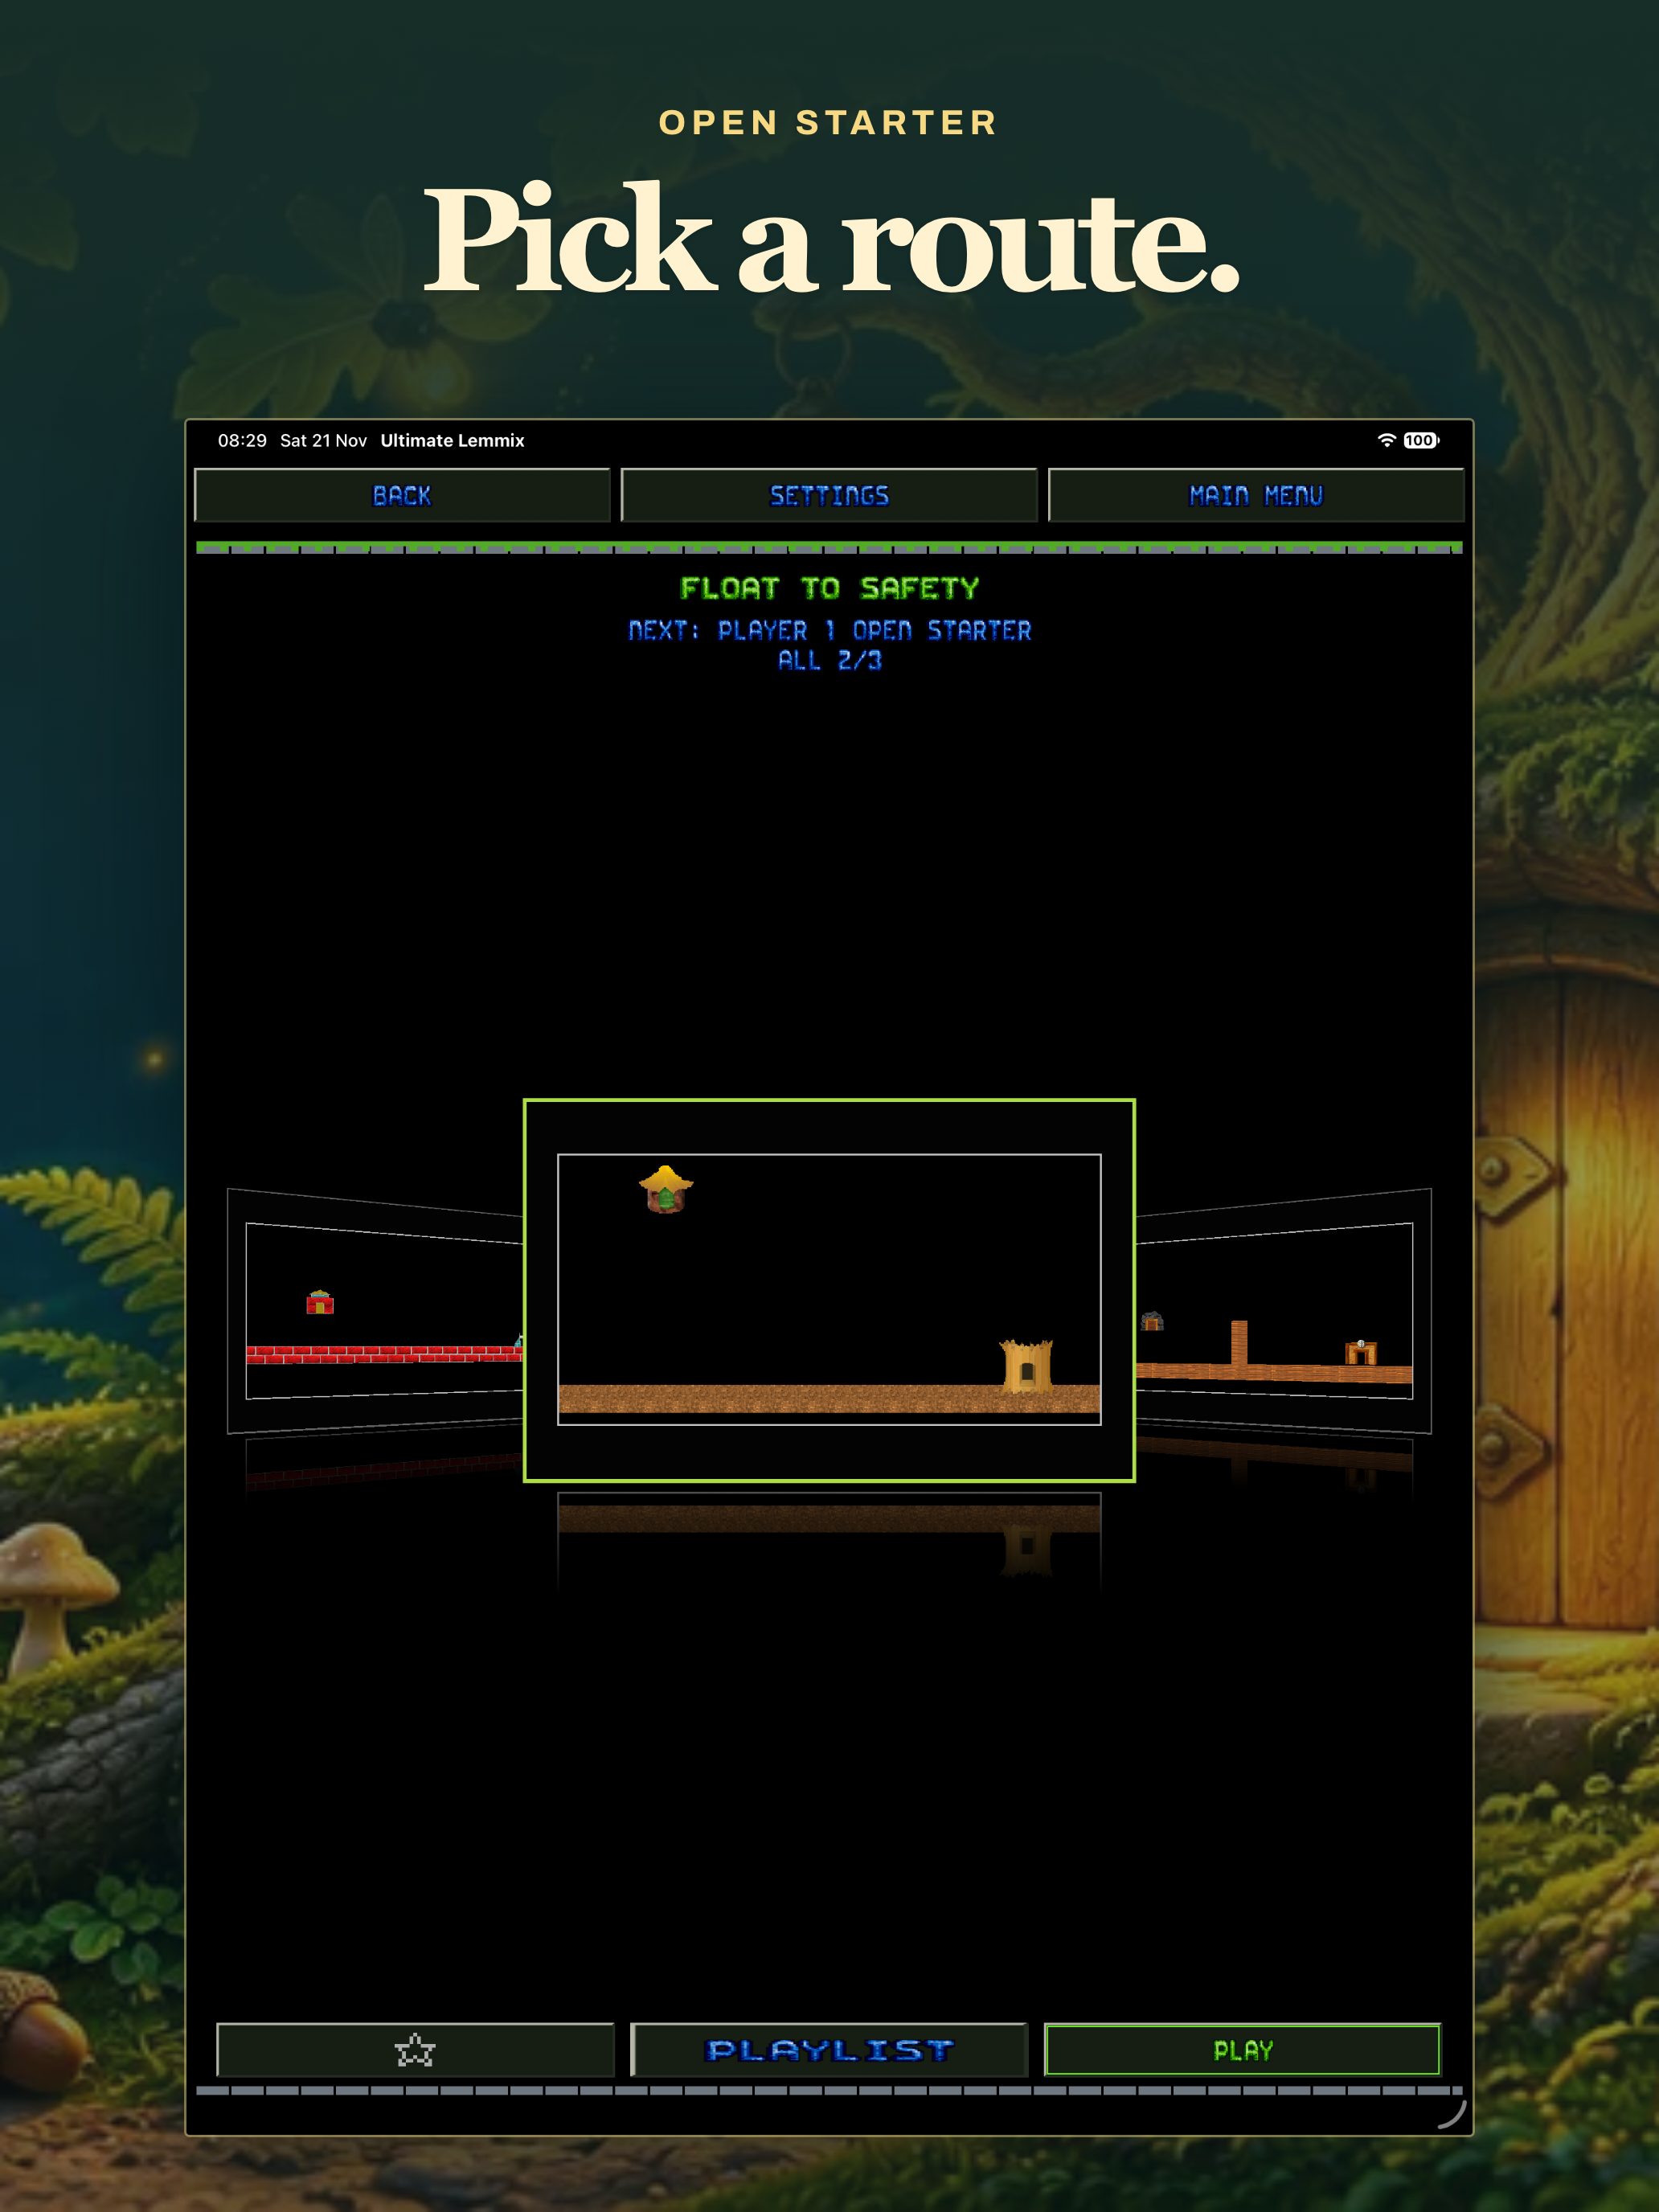 OPEN STARTER
Pick a route.
08:29 Sat 21 Nov Ultimate Lemmix 100
BACK SETTINGS MAIN MENU
FLOAT TO SAFETY
NEXT: PLAYER 1 OPEN STARTER
ALL 2/3
PLAYLIST PLAY